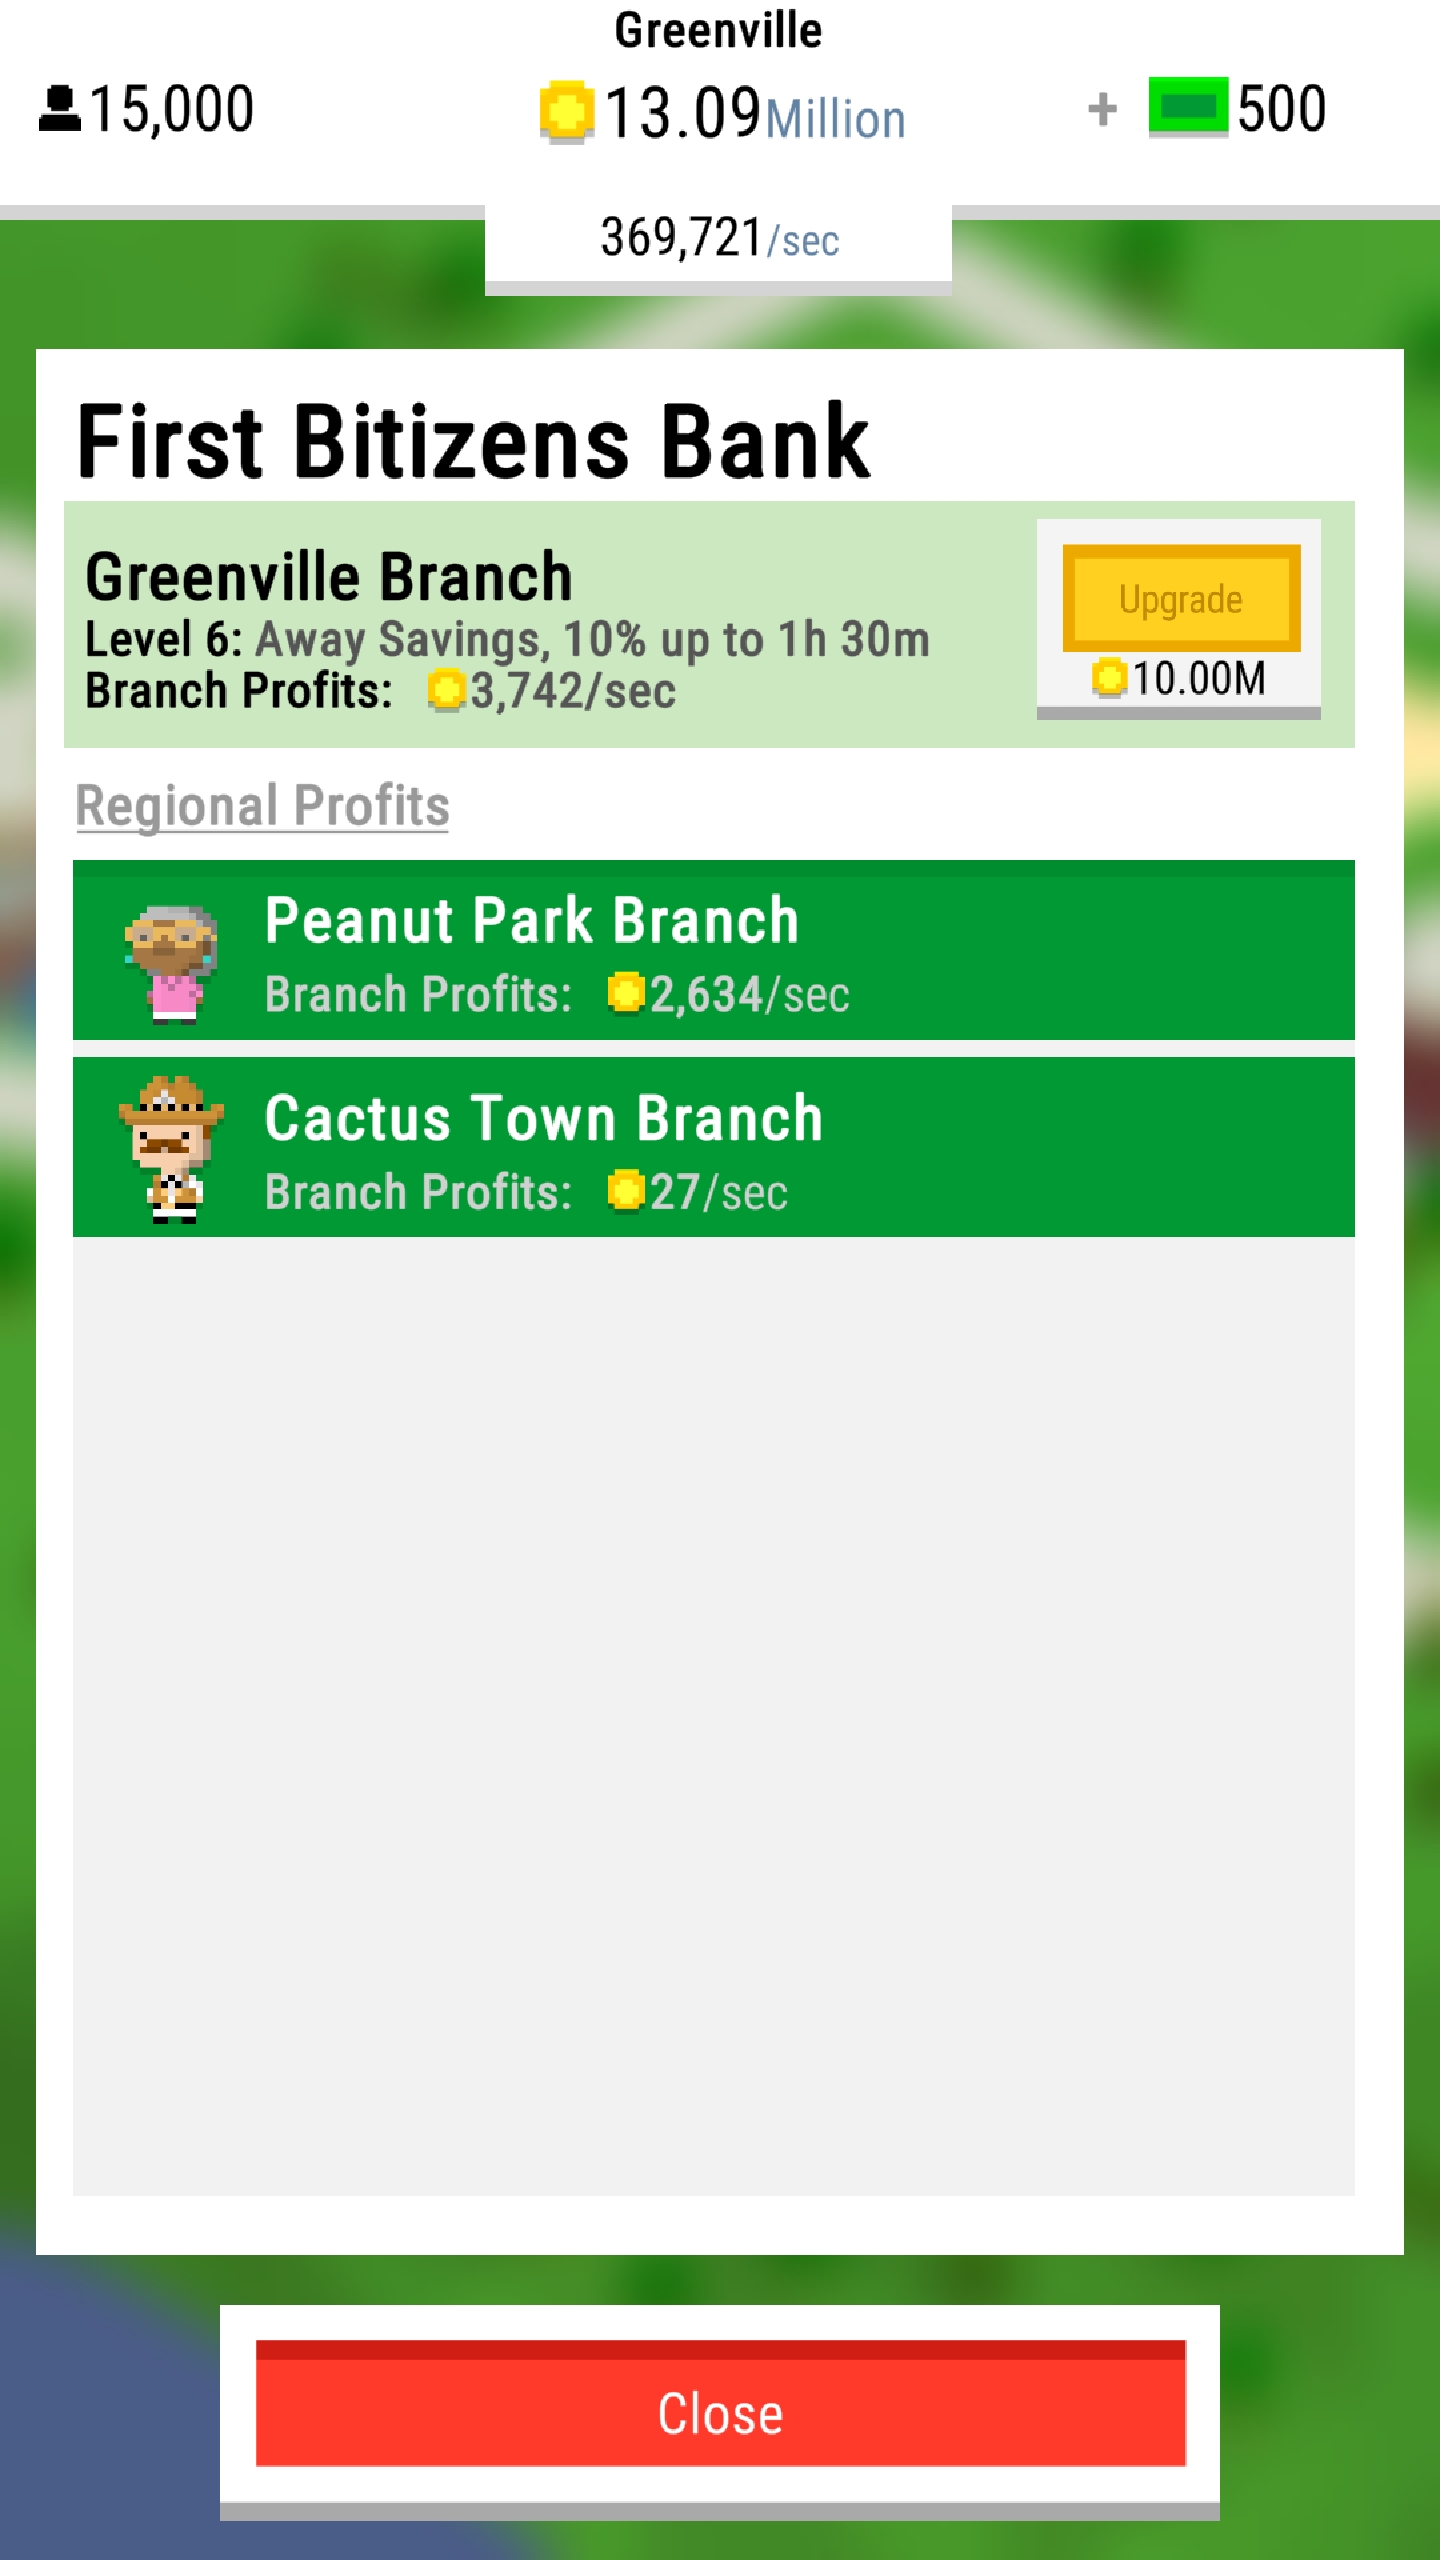 Greenville
15,000
13.09Million
+ 500
369,721/sec
First Bitizens Bank
Greenville Branch
Level 6: Away Savings, 10% up to 1h 30m
Branch Profits: 3,742/sec
Upgrade
10.00M
Regional Profits
Peanut Park Branch
Branch Profits: 2,634/sec
Cactus Town Branch
Branch Profits: 27/sec
Close